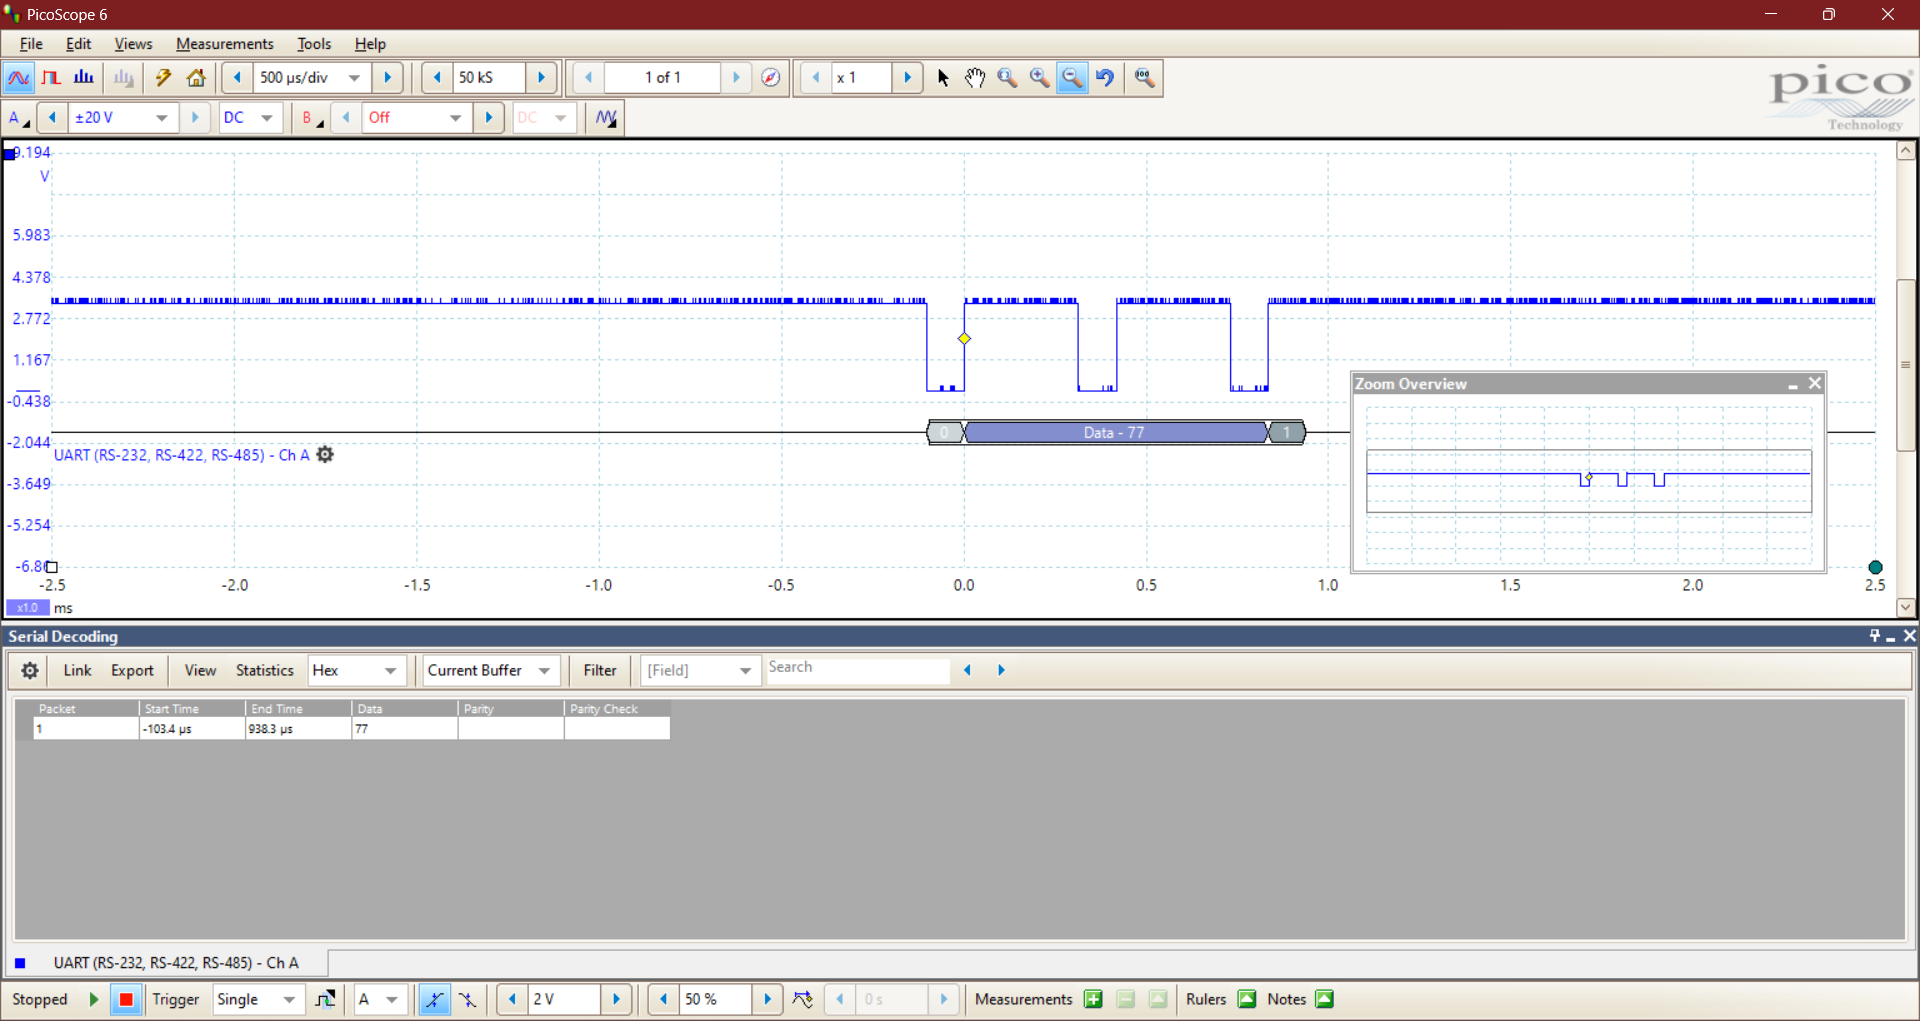 PicoScope 6
File Edit Views Measurements Tools Help
500 µs/div 50 kS 1 of 1 x 1
pico
Technology
A ±20 V DC B Off DC
9.194
V
5.983
4.378
2.772
1.167
-0.438
-2.044
-3.649
-5.254
-6.86
Zoom Overview
0 Data - 77 1
UART (RS-232, RS-422, RS-485) - Ch A
-2.5 -2.0 -1.5 -1.0 -0.5 0.0 0.5 1.0 1.5 2.0 2.5
x1.0 ms
Serial Decoding
Link Export View Statistics Hex Current Buffer Filter [Field] Search
Packet Start Time End Time Data Parity Parity Check
1 -103.4 µs 938.3 µs 77
UART (RS-232, RS-422, RS-485) - Ch A
Stopped Trigger Single A 2 V 50 % 0 s Measurements Rulers Notes